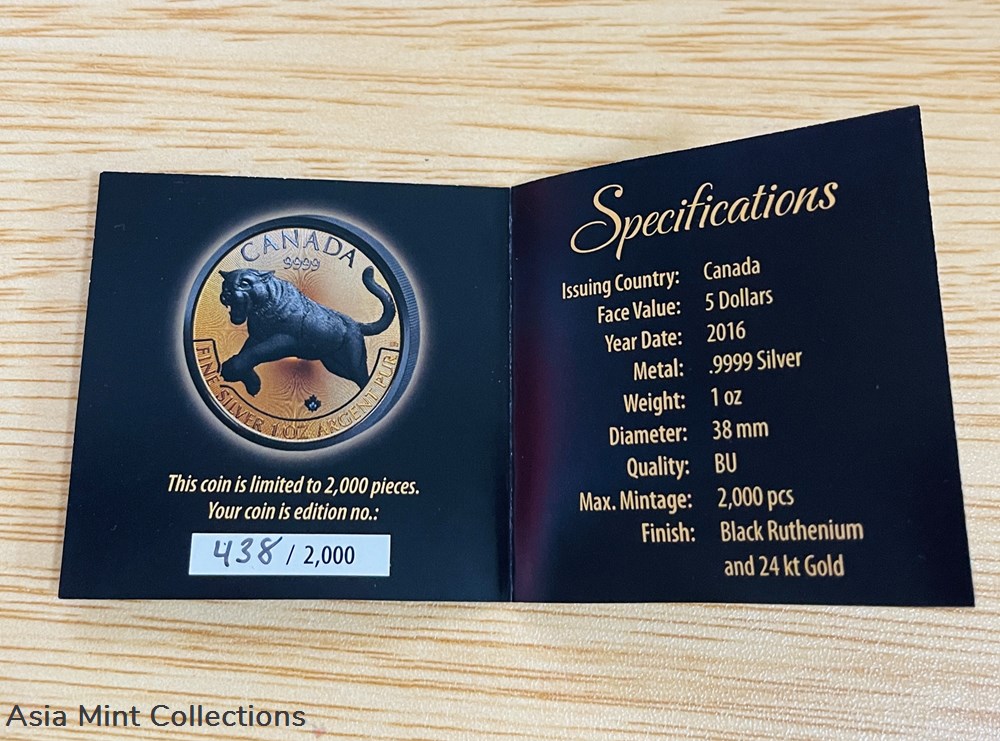 CANADA
9999
FINE SILVER 1 OZ ARGENT PUR
This coin is limited to 2,000 pieces.
Your coin is edition no.:
438 / 2,000
Specifications
Issuing Country: Canada
Face Value: 5 Dollars
Year Date: 2016
Metal: .9999 Silver
Weight: 1 oz
Diameter: 38 mm
Quality: BU
Max. Mintage: 2,000 pcs
Finish: Black Ruthenium
and 24 kt Gold
Asia Mint Collections